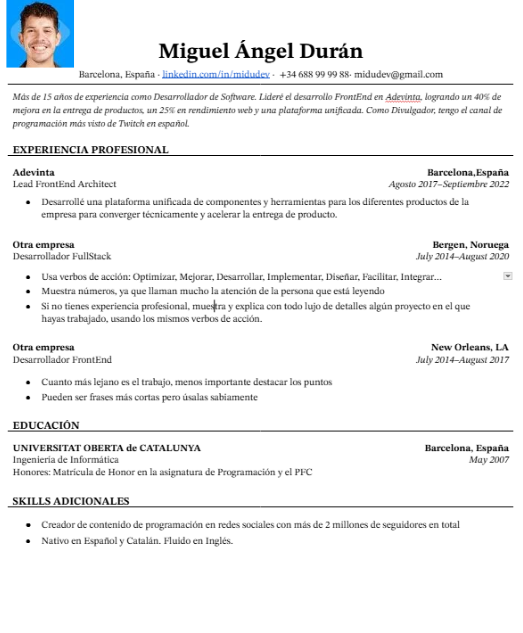 Miguel Ángel Durán
Barcelona, España · linkedin.com/in/midudev · +34 688 99 99 88· midudev@gmail.com
Más de 15 años de experiencia como Desarrollador de Software. Lideré el desarrollo FrontEnd en Adevinta, logrando un 40% de
mejora en la entrega de productos, un 25% en rendimiento web y una plataforma unificada. Como Divulgador, tengo el canal de
programación más visto de Twitch en español.
EXPERIENCIA PROFESIONAL
Adevinta Barcelona,España
Lead FrontEnd Architect Agosto 2017–Septiembre 2022
● Desarrollé una plataforma unificada de componentes y herramientas para los diferentes productos de la
empresa para converger técnicamente y acelerar la entrega de producto.
Otra empresa Bergen, Noruega
Desarrollador FullStack July 2014–August 2020
● Usa verbos de acción: Optimizar, Mejorar, Desarrollar, Implementar, Diseñar, Facilitar, Integrar...
● Muestra números, ya que llaman mucho la atención de la persona que está leyendo
● Si no tienes experiencia profesional, muestra y explica con todo lujo de detalles algún proyecto en el que
hayas trabajado, usando los mismos verbos de acción.
Otra empresa New Orleans, LA
Desarrollador FrontEnd July 2014–August 2017
● Cuanto más lejano es el trabajo, menos importante destacar los puntos
● Pueden ser frases más cortas pero úsalas sabiamente
EDUCACIÓN
UNIVERSITAT OBERTA de CATALUNYA Barcelona, España
Ingeniería de Informática May 2007
Honores: Matrícula de Honor en la asignatura de Programación y el PFC
SKILLS ADICIONALES
● Creador de contenido de programación en redes sociales con más de 2 millones de seguidores en total
● Nativo en Español y Catalán. Fluido en Inglés.